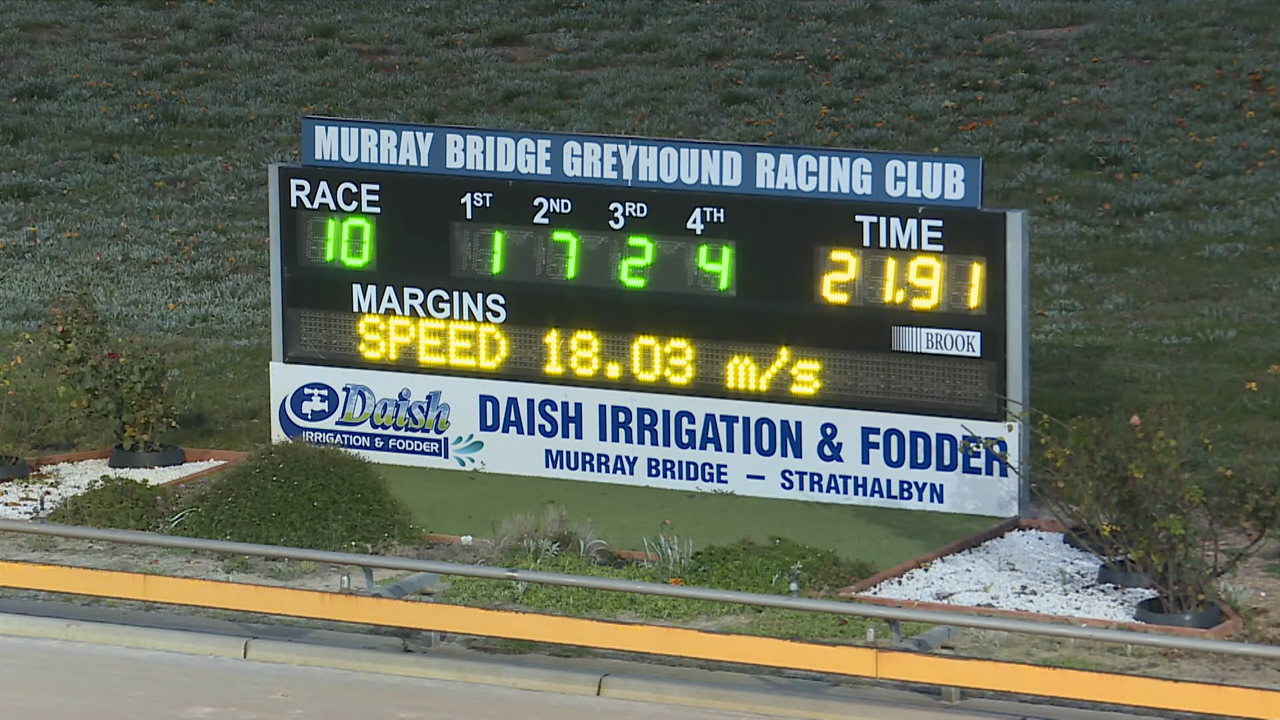 MURRAY BRIDGE GREYHOUND RACING CLUB
RACE 1ST 2ND 3RD 4TH TIME
10 1 7 2 4 21.91
MARGINS
BROOK
SPEED 18.03 m/s
Daish
IRRIGATION & FODDER
DAISH IRRIGATION & FODDER
MURRAY BRIDGE — STRATHALBYN